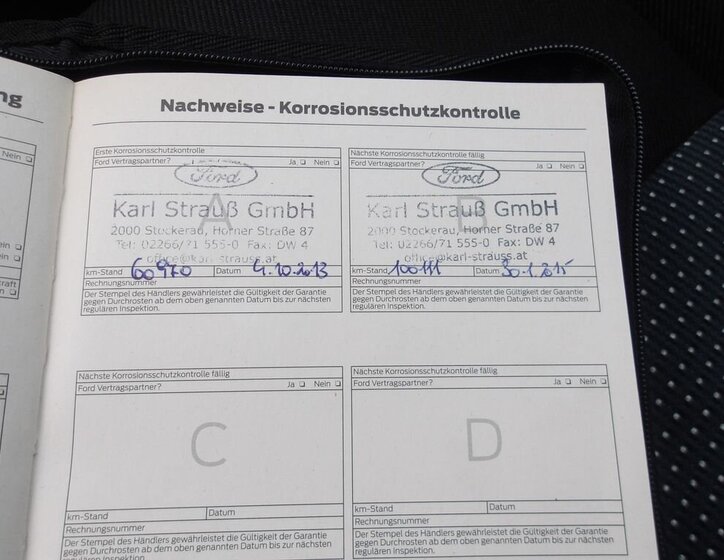 ng
Nachweise - Korrosionsschutzkontrolle
Nein
Erste Korrosionsschutzkontrolle
Ford Vertragspartner? Ja Nein
Ford
A
Karl Strauß GmbH
2000 Stockerau, Horner Straße 87
Tel: 02266/71 555-0 Fax: DW 4
office@karl-strauss.at
km-Stand 60970 Datum 4.10.2013
Rechnungsnummer
Der Stempel des Händlers gewährleistet die Gültigkeit der Garantie
gegen Durchrosten ab dem oben genannten Datum bis zur nächsten
regulären Inspektion.
Nächste Korrosionsschutzkontrolle fällig
Ford Vertragspartner? Ja Nein
Ford
B
Karl Strauß GmbH
2000 Stockerau, Horner Straße 87
Tel: 02266/71 555-0 Fax: DW 4
office@karl-strauss.at
km-Stand 100111 Datum 30.1.2015
Rechnungsnummer
Der Stempel des Händlers gewährleistet die Gültigkeit der Garantie
gegen Durchrosten ab dem oben genannten Datum bis zur nächsten
regulären Inspektion.
Nächste Korrosionsschutzkontrolle fällig
Ford Vertragspartner? Ja Nein
C
km-Stand Datum
Rechnungsnummer
Der Stempel des Händlers gewährleistet die Gültigkeit der Garantie
gegen Durchrosten ab dem oben genannten Datum bis zur nächsten
Nächste Korrosionsschutzkontrolle fällig
Ford Vertragspartner? Ja Nein
D
km-Stand Datum
Rechnungsnummer
Der Stempel des Händlers gewährleistet die Gültigkeit der Garantie
gegen Durchrosten ab dem oben genannten Datum bis zur nächsten